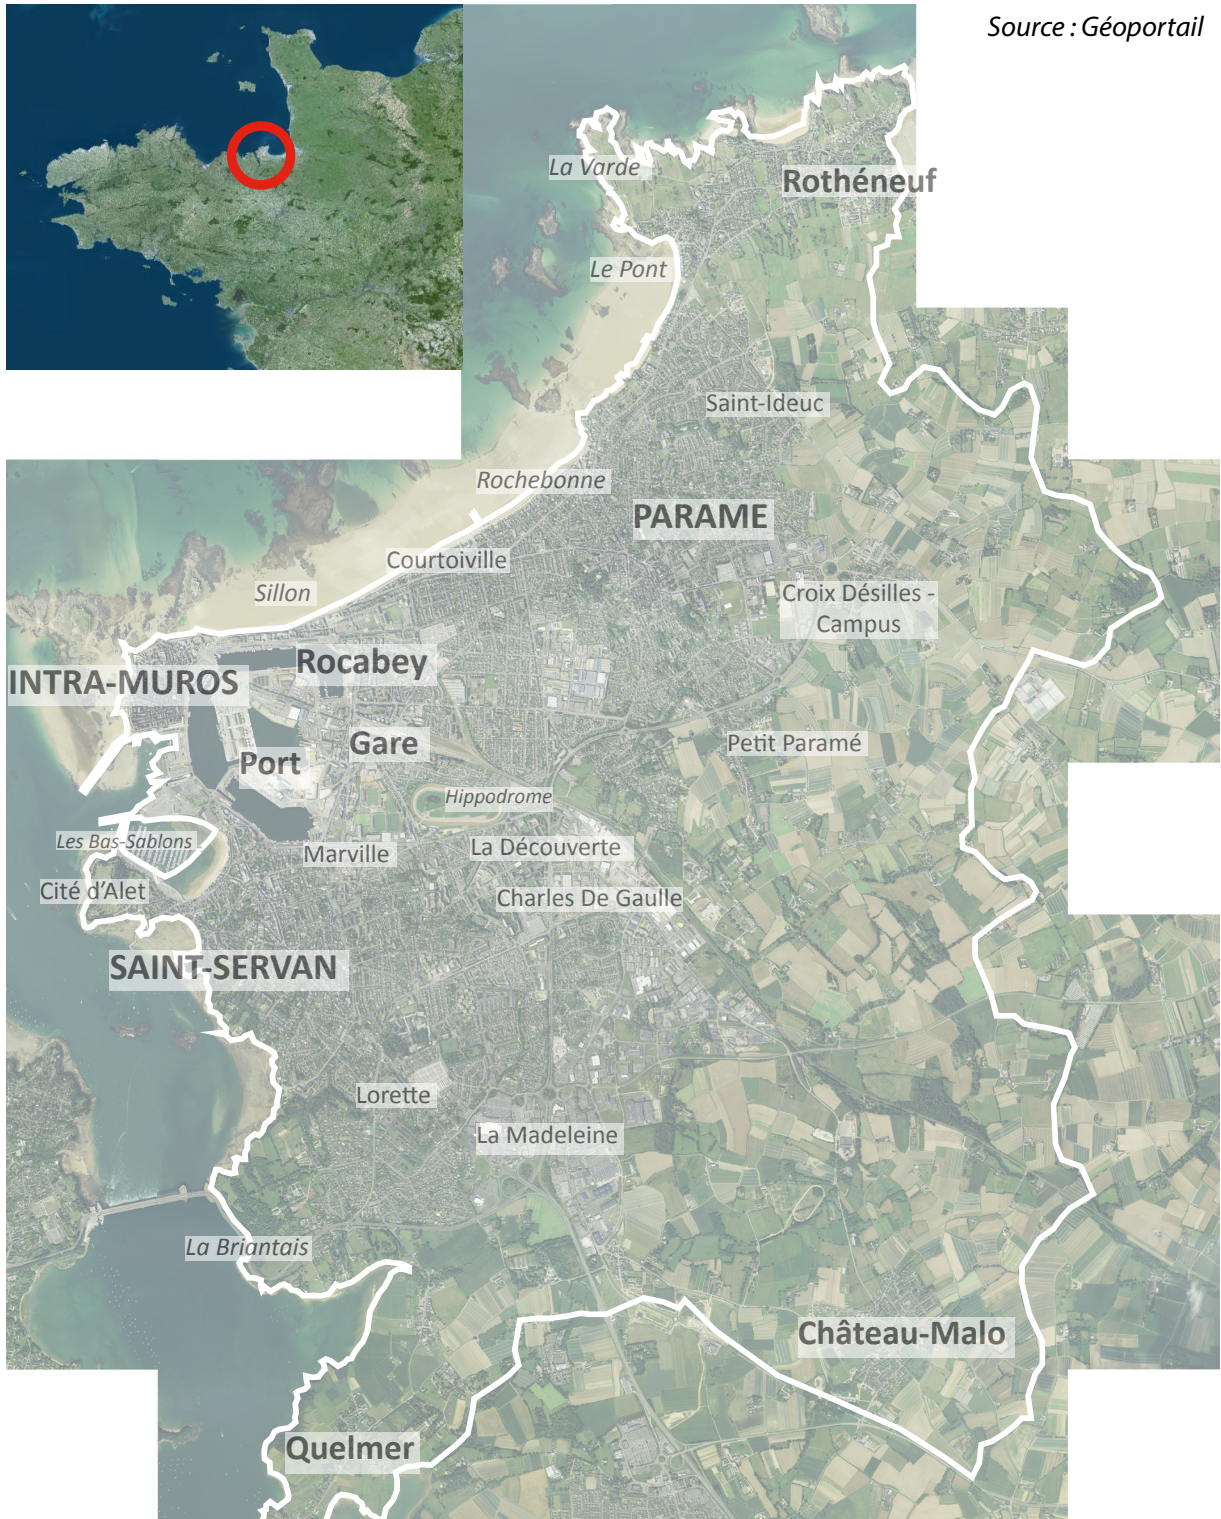 Source : Géoportail
La Varde
Rothéneuf
Le Pont
Saint-Ideuc
Rochebonne
PARAME
Courtoiville
Sillon
Croix Désilles -
Campus
Rocabey
INTRA-MUROS
Gare
Petit Paramé
Port
Hippodrome
Les Bas-Sablons
La Découverte
Marville
Cité d'Alet
Charles De Gaulle
SAINT-SERVAN
Lorette
La Madeleine
La Briantais
Château-Malo
Quelmer